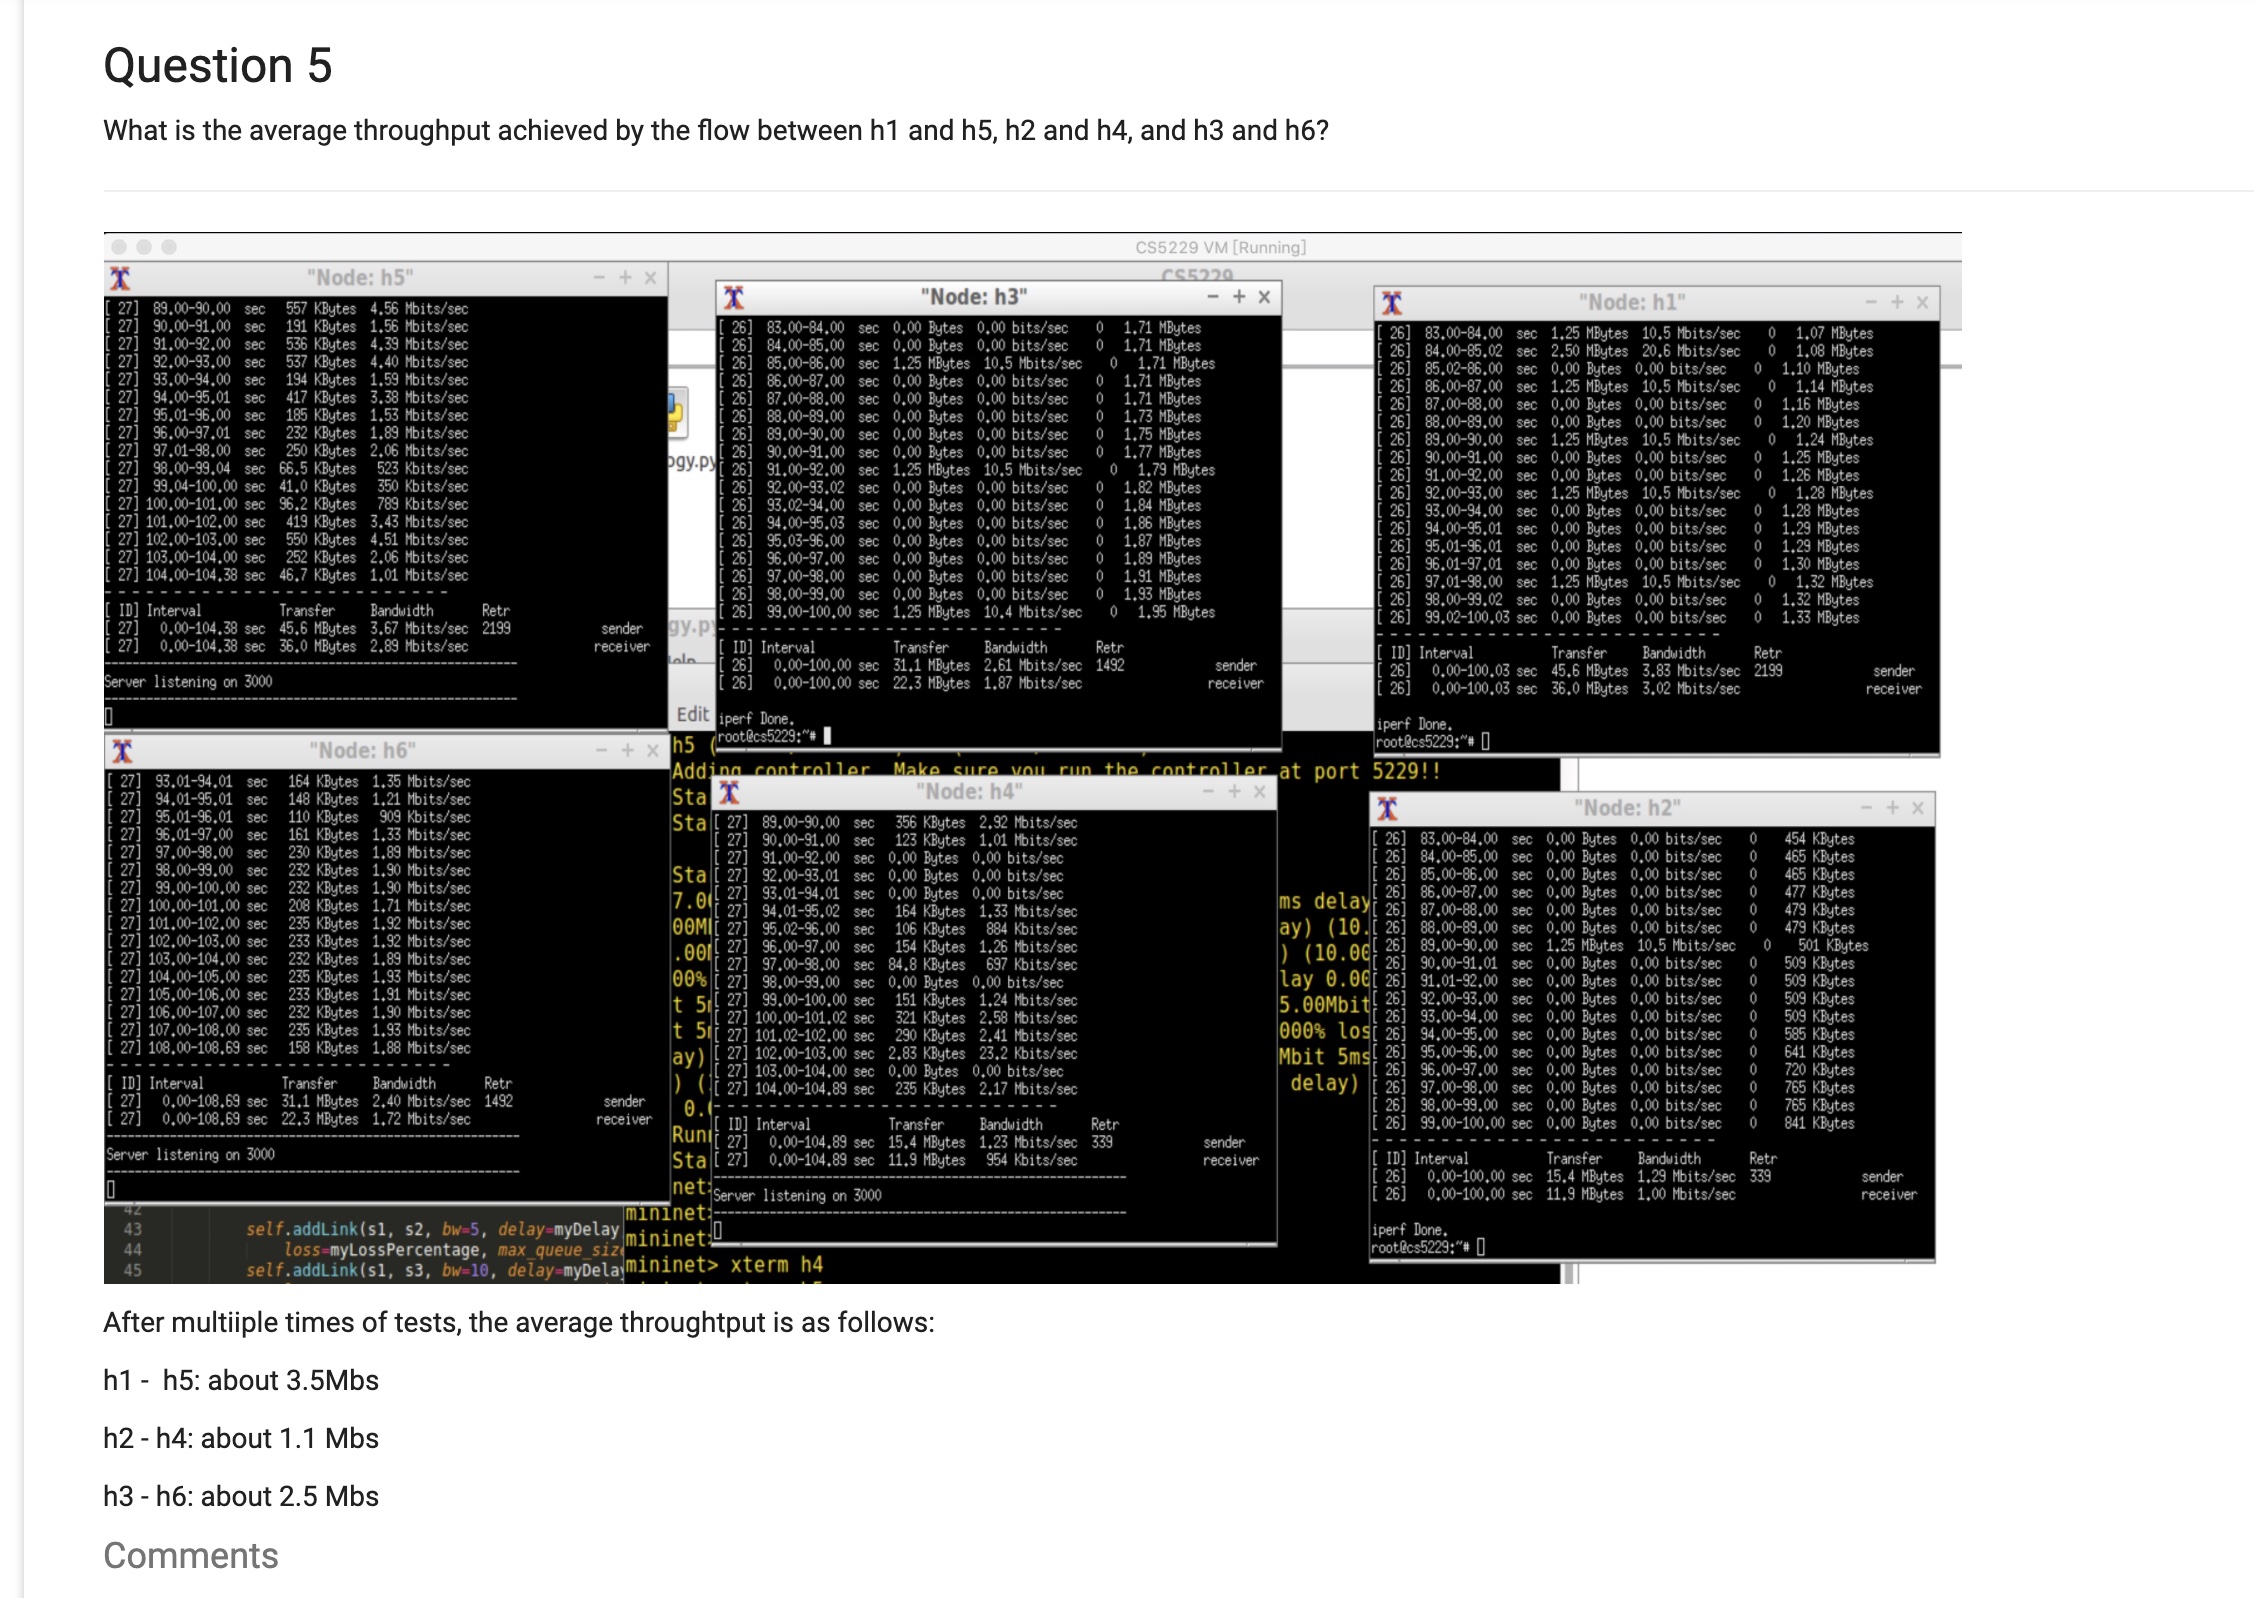 Question 5
What is the average throughput achieved by the flow between h1 and h5, h2 and h4, and h3 and h6?
CS5229 VM [Running]
CS5229
"Node: h5"
[ 27] 89.00-90.00 sec 557 KBytes 4.56 Mbits/sec
[ 27] 90.00-91.00 sec 191 KBytes 1.56 Mbits/sec
[ 27] 91.00-92.00 sec 536 KBytes 4.39 Mbits/sec
[ 27] 92.00-93.00 sec 537 KBytes 4.40 Mbits/sec
[ 27] 93.00-94.00 sec 194 KBytes 1.59 Mbits/sec
[ 27] 94.00-95.01 sec 417 KBytes 3.38 Mbits/sec
[ 27] 95.01-96.00 sec 185 KBytes 1.53 Mbits/sec
[ 27] 96.00-97.01 sec 232 KBytes 1.89 Mbits/sec
[ 27] 97.01-98.00 sec 250 KBytes 2.06 Mbits/sec
[ 27] 98.00-99.04 sec 66.5 KBytes 523 Kbits/sec
[ 27] 99.04-100.00 sec 41.0 KBytes 350 Kbits/sec
[ 27] 100.00-101.00 sec 96.2 KBytes 789 Kbits/sec
[ 27] 101.00-102.00 sec 419 KBytes 3.43 Mbits/sec
[ 27] 102.00-103.00 sec 550 KBytes 4.51 Mbits/sec
[ 27] 103.00-104.00 sec 252 KBytes 2.06 Mbits/sec
[ 27] 104.00-104.38 sec 46.7 KBytes 1.01 Mbits/sec
- - - - - - - - - - - - - - - - - - - - - - - - -
[ ID] Interval Transfer Bandwidth Retr
[ 27] 0.00-104.38 sec 45.6 MBytes 3.67 Mbits/sec 2199 sender
[ 27] 0.00-104.38 sec 36.0 MBytes 2.89 Mbits/sec receiver
-----------------------------------------------------------
Server listening on 3000
-----------------------------------------------------------
"Node: h3"
[ 26] 83.00-84.00 sec 0.00 Bytes 0.00 bits/sec 0 1.71 MBytes
[ 26] 84.00-85.00 sec 0.00 Bytes 0.00 bits/sec 0 1.71 MBytes
[ 26] 85.00-86.00 sec 1.25 MBytes 10.5 Mbits/sec 0 1.71 MBytes
[ 26] 86.00-87.00 sec 0.00 Bytes 0.00 bits/sec 0 1.71 MBytes
[ 26] 87.00-88.00 sec 0.00 Bytes 0.00 bits/sec 0 1.71 MBytes
[ 26] 88.00-89.00 sec 0.00 Bytes 0.00 bits/sec 0 1.73 MBytes
[ 26] 89.00-90.00 sec 0.00 Bytes 0.00 bits/sec 0 1.75 MBytes
[ 26] 90.00-91.00 sec 0.00 Bytes 0.00 bits/sec 0 1.77 MBytes
[ 26] 91.00-92.00 sec 1.25 MBytes 10.5 Mbits/sec 0 1.79 MBytes
[ 26] 92.00-93.02 sec 0.00 Bytes 0.00 bits/sec 0 1.82 MBytes
[ 26] 93.02-94.00 sec 0.00 Bytes 0.00 bits/sec 0 1.84 MBytes
[ 26] 94.00-95.03 sec 0.00 Bytes 0.00 bits/sec 0 1.86 MBytes
[ 26] 95.03-96.00 sec 0.00 Bytes 0.00 bits/sec 0 1.87 MBytes
[ 26] 96.00-97.00 sec 0.00 Bytes 0.00 bits/sec 0 1.89 MBytes
[ 26] 97.00-98.00 sec 0.00 Bytes 0.00 bits/sec 0 1.91 MBytes
[ 26] 98.00-99.00 sec 0.00 Bytes 0.00 bits/sec 0 1.93 MBytes
[ 26] 99.00-100.00 sec 1.25 MBytes 10.4 Mbits/sec 0 1.95 MBytes
- - - - - - - - - - - - - - - - - - - - - - - - -
[ ID] Interval Transfer Bandwidth Retr
[ 26] 0.00-100.00 sec 31.1 MBytes 2.61 Mbits/sec 1492 sender
[ 26] 0.00-100.00 sec 22.3 MBytes 1.87 Mbits/sec receiver
iperf Done.
root@cs5229:~#
"Node: h1"
[ 26] 83.00-84.00 sec 1.25 MBytes 10.5 Mbits/sec 0 1.07 MBytes
[ 26] 84.00-85.02 sec 2.50 MBytes 20.6 Mbits/sec 0 1.08 MBytes
[ 26] 85.02-86.00 sec 0.00 Bytes 0.00 bits/sec 0 1.10 MBytes
[ 26] 86.00-87.00 sec 1.25 MBytes 10.5 Mbits/sec 0 1.14 MBytes
[ 26] 87.00-88.00 sec 0.00 Bytes 0.00 bits/sec 0 1.16 MBytes
[ 26] 88.00-89.00 sec 0.00 Bytes 0.00 bits/sec 0 1.20 MBytes
[ 26] 89.00-90.00 sec 1.25 MBytes 10.5 Mbits/sec 0 1.24 MBytes
[ 26] 90.00-91.00 sec 0.00 Bytes 0.00 bits/sec 0 1.25 MBytes
[ 26] 91.00-92.00 sec 0.00 Bytes 0.00 bits/sec 0 1.26 MBytes
[ 26] 92.00-93.00 sec 1.25 MBytes 10.5 Mbits/sec 0 1.28 MBytes
[ 26] 93.00-94.00 sec 0.00 Bytes 0.00 bits/sec 0 1.28 MBytes
[ 26] 94.00-95.01 sec 0.00 Bytes 0.00 bits/sec 0 1.29 MBytes
[ 26] 95.01-96.01 sec 0.00 Bytes 0.00 bits/sec 0 1.29 MBytes
[ 26] 96.01-97.01 sec 0.00 Bytes 0.00 bits/sec 0 1.30 MBytes
[ 26] 97.01-98.00 sec 1.25 MBytes 10.5 Mbits/sec 0 1.32 MBytes
[ 26] 98.00-99.02 sec 0.00 Bytes 0.00 bits/sec 0 1.32 MBytes
[ 26] 99.02-100.03 sec 0.00 Bytes 0.00 bits/sec 0 1.33 MBytes
- - - - - - - - - - - - - - - - - - - - - - - - -
[ ID] Interval Transfer Bandwidth Retr
[ 26] 0.00-100.03 sec 45.6 MBytes 3.83 Mbits/sec 2199 sender
[ 26] 0.00-100.03 sec 36.0 MBytes 3.02 Mbits/sec receiver
iperf Done.
root@cs5229:~#
ogy.py
gy.py
Edit
h5 (
Adding controller. Make sure you run the controller at port 5229!!
Sta
Sta
Sta
7.00
00M
.00
00%
t 5
t 5
ay)
) (
0.
Runn
Sta
net>
mininet>
mininet>
mininet> xterm h4
ms delay
ay) (10.
) (10.00
lay 0.00
5.00Mbit
000% los
Mbit 5ms
delay)
"Node: h6"
[ 27] 93.01-94.01 sec 164 KBytes 1.35 Mbits/sec
[ 27] 94.01-95.01 sec 148 KBytes 1.21 Mbits/sec
[ 27] 95.01-96.01 sec 110 KBytes 909 Kbits/sec
[ 27] 96.01-97.00 sec 161 KBytes 1.33 Mbits/sec
[ 27] 97.00-98.00 sec 230 KBytes 1.89 Mbits/sec
[ 27] 98.00-99.00 sec 232 KBytes 1.90 Mbits/sec
[ 27] 99.00-100.00 sec 232 KBytes 1.90 Mbits/sec
[ 27] 100.00-101.00 sec 208 KBytes 1.71 Mbits/sec
[ 27] 101.00-102.00 sec 235 KBytes 1.92 Mbits/sec
[ 27] 102.00-103.00 sec 233 KBytes 1.92 Mbits/sec
[ 27] 103.00-104.00 sec 232 KBytes 1.89 Mbits/sec
[ 27] 104.00-105.00 sec 235 KBytes 1.93 Mbits/sec
[ 27] 105.00-106.00 sec 233 KBytes 1.91 Mbits/sec
[ 27] 106.00-107.00 sec 232 KBytes 1.90 Mbits/sec
[ 27] 107.00-108.00 sec 235 KBytes 1.93 Mbits/sec
[ 27] 108.00-108.69 sec 158 KBytes 1.88 Mbits/sec
- - - - - - - - - - - - - - - - - - - - - - - - -
[ ID] Interval Transfer Bandwidth Retr
[ 27] 0.00-108.69 sec 31.1 MBytes 2.40 Mbits/sec 1492 sender
[ 27] 0.00-108.69 sec 22.3 MBytes 1.72 Mbits/sec receiver
-----------------------------------------------------------
Server listening on 3000
-----------------------------------------------------------
"Node: h4"
[ 27] 89.00-90.00 sec 356 KBytes 2.92 Mbits/sec
[ 27] 90.00-91.00 sec 123 KBytes 1.01 Mbits/sec
[ 27] 91.00-92.00 sec 0.00 Bytes 0.00 bits/sec
[ 27] 92.00-93.01 sec 0.00 Bytes 0.00 bits/sec
[ 27] 93.01-94.01 sec 0.00 Bytes 0.00 bits/sec
[ 27] 94.01-95.02 sec 164 KBytes 1.33 Mbits/sec
[ 27] 95.02-96.00 sec 106 KBytes 884 Kbits/sec
[ 27] 96.00-97.00 sec 154 KBytes 1.26 Mbits/sec
[ 27] 97.00-98.00 sec 84.8 KBytes 697 Kbits/sec
[ 27] 98.00-99.00 sec 0.00 Bytes 0.00 bits/sec
[ 27] 99.00-100.00 sec 151 KBytes 1.24 Mbits/sec
[ 27] 100.00-101.02 sec 321 KBytes 2.58 Mbits/sec
[ 27] 101.02-102.00 sec 290 KBytes 2.41 Mbits/sec
[ 27] 102.00-103.00 sec 2.83 KBytes 23.2 Kbits/sec
[ 27] 103.00-104.00 sec 0.00 Bytes 0.00 bits/sec
[ 27] 104.00-104.89 sec 235 KBytes 2.17 Mbits/sec
- - - - - - - - - - - - - - - - - - - - - - - - -
[ ID] Interval Transfer Bandwidth Retr
[ 27] 0.00-104.89 sec 15.4 MBytes 1.23 Mbits/sec 339 sender
[ 27] 0.00-104.89 sec 11.9 MBytes 954 Kbits/sec receiver
-----------------------------------------------------------
Server listening on 3000
-----------------------------------------------------------
"Node: h2"
[ 26] 83.00-84.00 sec 0.00 Bytes 0.00 bits/sec 0 454 KBytes
[ 26] 84.00-85.00 sec 0.00 Bytes 0.00 bits/sec 0 465 KBytes
[ 26] 85.00-86.00 sec 0.00 Bytes 0.00 bits/sec 0 465 KBytes
[ 26] 86.00-87.00 sec 0.00 Bytes 0.00 bits/sec 0 477 KBytes
[ 26] 87.00-88.00 sec 0.00 Bytes 0.00 bits/sec 0 479 KBytes
[ 26] 88.00-89.00 sec 0.00 Bytes 0.00 bits/sec 0 479 KBytes
[ 26] 89.00-90.00 sec 1.25 MBytes 10.5 Mbits/sec 0 501 KBytes
[ 26] 90.00-91.01 sec 0.00 Bytes 0.00 bits/sec 0 509 KBytes
[ 26] 91.01-92.00 sec 0.00 Bytes 0.00 bits/sec 0 509 KBytes
[ 26] 92.00-93.00 sec 0.00 Bytes 0.00 bits/sec 0 509 KBytes
[ 26] 93.00-94.00 sec 0.00 Bytes 0.00 bits/sec 0 509 KBytes
[ 26] 94.00-95.00 sec 0.00 Bytes 0.00 bits/sec 0 585 KBytes
[ 26] 95.00-96.00 sec 0.00 Bytes 0.00 bits/sec 0 641 KBytes
[ 26] 96.00-97.00 sec 0.00 Bytes 0.00 bits/sec 0 720 KBytes
[ 26] 97.00-98.00 sec 0.00 Bytes 0.00 bits/sec 0 765 KBytes
[ 26] 98.00-99.00 sec 0.00 Bytes 0.00 bits/sec 0 765 KBytes
[ 26] 99.00-100.00 sec 0.00 Bytes 0.00 bits/sec 0 841 KBytes
- - - - - - - - - - - - - - - - - - - - - - - - -
[ ID] Interval Transfer Bandwidth Retr
[ 26] 0.00-100.00 sec 15.4 MBytes 1.29 Mbits/sec 339 sender
[ 26] 0.00-100.00 sec 11.9 MBytes 1.00 Mbits/sec receiver
iperf Done.
root@cs5229:~#
42
43 self.addLink(s1, s2, bw=5, delay=myDelay
44 loss=myLossPercentage, max_queue_size
45 self.addLink(s1, s3, bw=10, delay=myDelay
After multiiple times of tests, the average throughtput is as follows:
h1 - h5: about 3.5Mbs
h2 - h4: about 1.1 Mbs
h3 - h6: about 2.5 Mbs
Comments